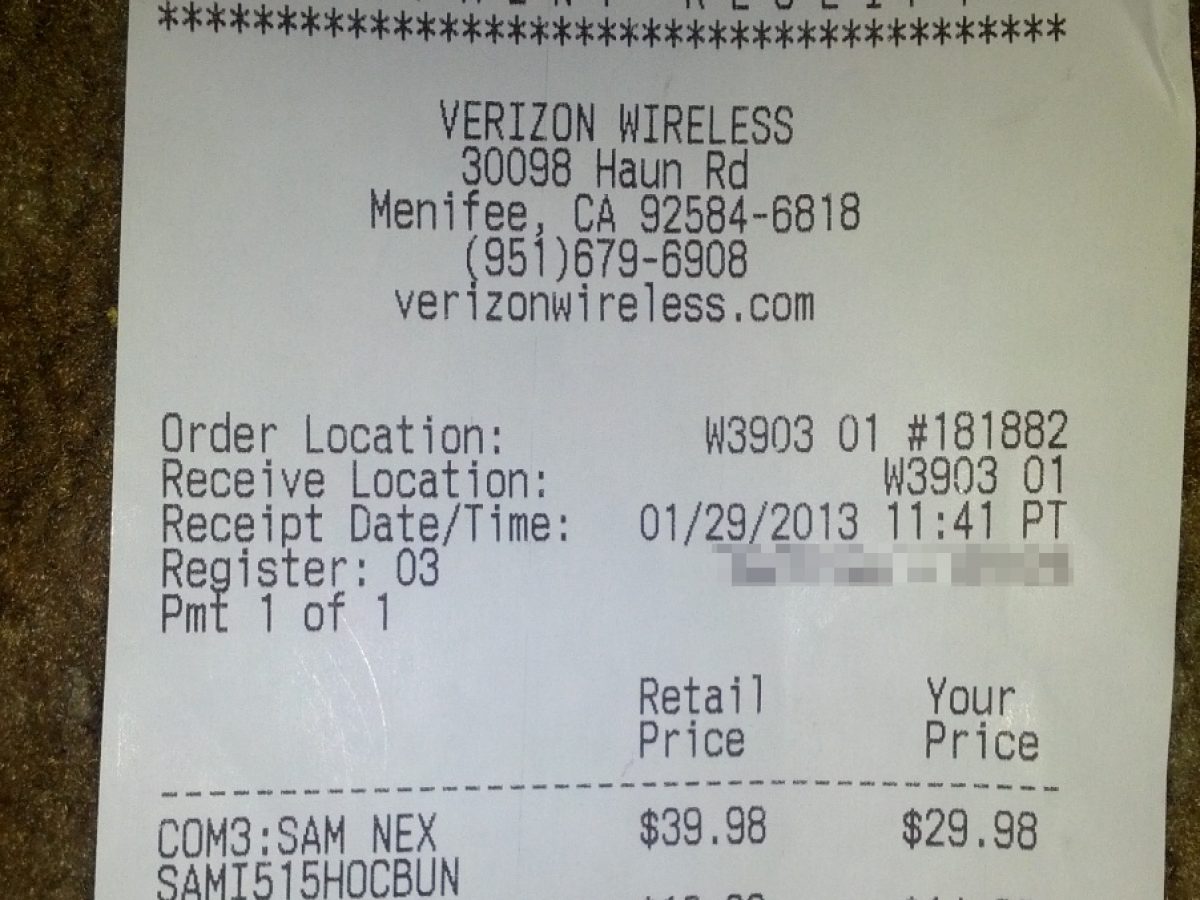 ****************************************
VERIZON WIRELESS
30098 Haun Rd
Menifee, CA 92584-6818
(951)679-6908
verizonwireless.com
Order Location: W3903 01 #181882
Receive Location: W3903 01
Receipt Date/Time: 01/29/2013 11:41 PT
Register: 03
Pmt 1 of 1
Retail Your
Price Price
COM3:SAM NEX $39.98 $29.98
SAMI515HOCBUN